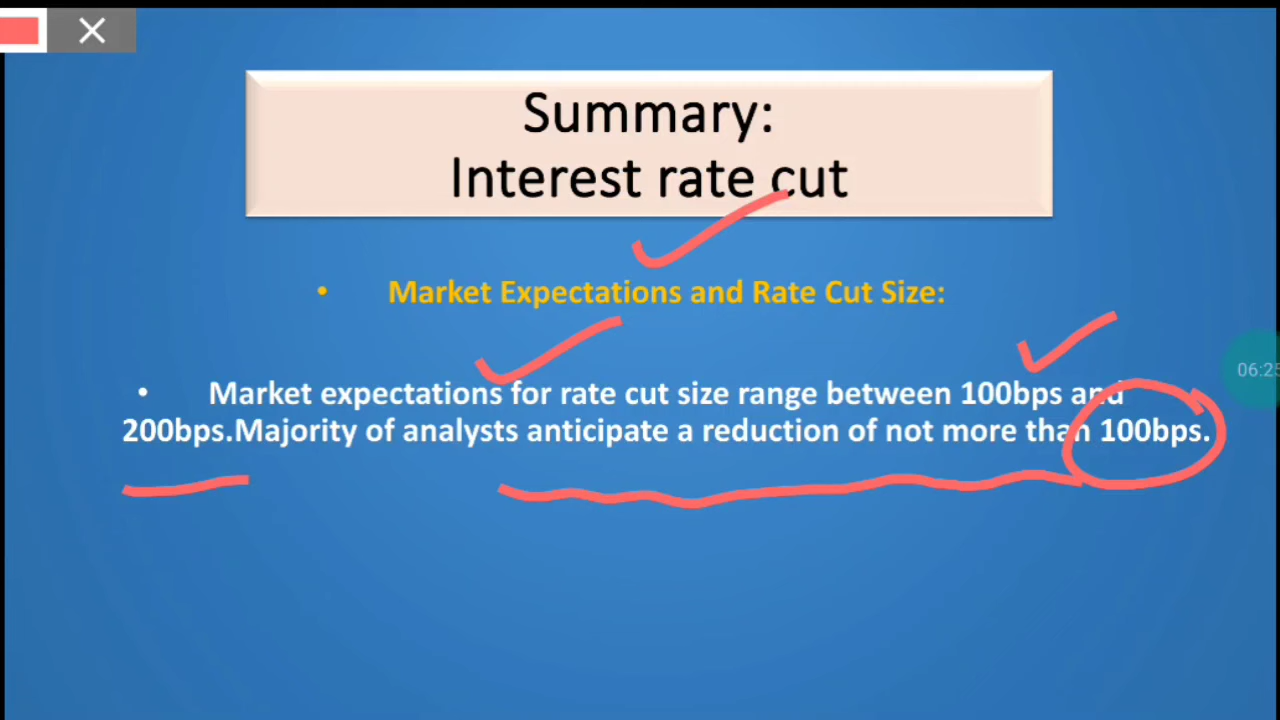 Summary:
Interest rate cut
• Market Expectations and Rate Cut Size:
• Market expectations for rate cut size range between 100bps and
200bps.Majority of analysts anticipate a reduction of not more than 100bps.
06:25